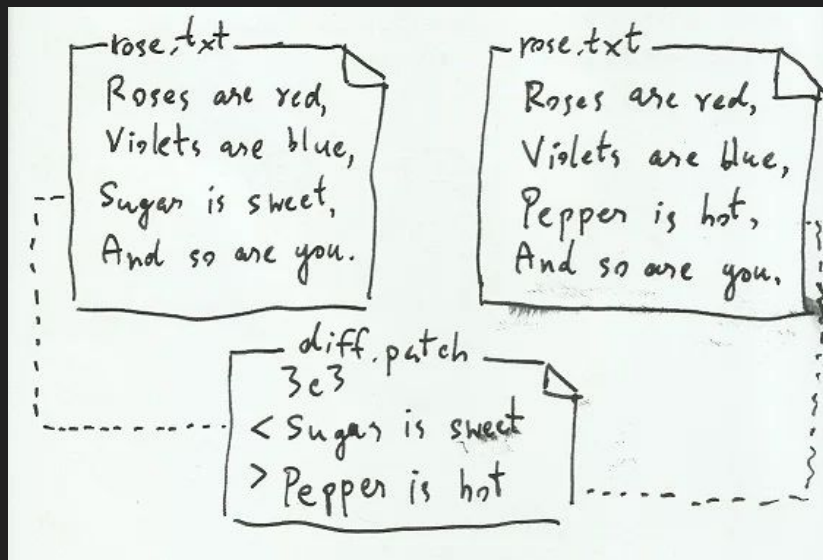 rose.txt
Roses are red,
Violets are blue,
Sugar is sweet,
And so are you.
rose.txt
Roses are red,
Violets are blue,
Pepper is hot,
And so are you.
diff.patch
3c3
< Sugar is sweet
> Pepper is hot